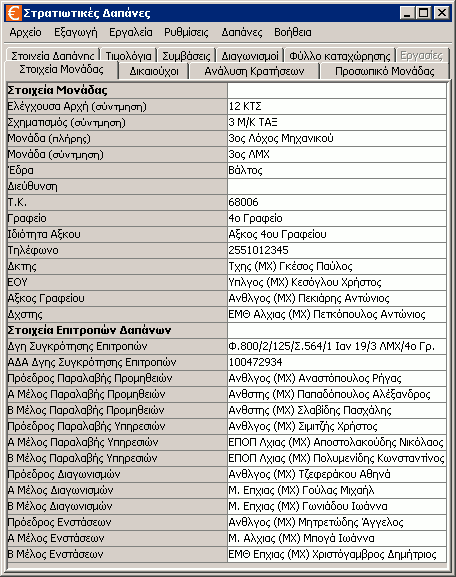 Στρατιωτικές Δαπάνες
Αρχείο Εξαγωγή Εργαλεία Ρυθμίσεις Δαπάνες Βοήθεια
Στοιχεία Δαπάνης Τιμολόγια Συμβάσεις Διαγωνισμοί Φύλλο καταχώρησης Εργασίες
Στοιχεία Μονάδας Δικαιούχοι Ανάλυση Κρατήσεων Προσωπικό Μονάδας
Στοιχεία Μονάδας
Ελέγχουσα Αρχή (σύντμηση) 12 ΚΤΣ
Σχηματισμός (σύντμηση) 3 Μ/Κ ΤΑΞ
Μονάδα (πλήρης) 3ος Λόχος Μηχανικού
Μονάδα (σύντμηση) 3ος ΛΜΧ
Έδρα Βάλτος
Διεύθυνση
Τ.Κ. 68006
Γραφείο 4ο Γραφείο
Ιδιότητα Αξκου Αξκος 4ου Γραφείου
Τηλέφωνο 2551012345
Δκτης Τχης (ΜΧ) Γκέσος Παύλος
ΕΟΥ Υπλγος (ΜΧ) Κεσόγλου Χρήστος
Αξκος Γραφείου Ανθλγος (ΜΧ) Πεκιάρης Αντώνιος
Δχστης ΕΜΘ Αλχιας (ΜΧ) Πετκόπουλος Αντώνιος
Στοιχεία Επιτροπών Δαπάνων
Δγη Συγκρότησης Επιτροπών Φ.800/2/125/Σ.564/1 Ιαν 19/3 ΛΜΧ/4ο Γρ.
ΑΔΑ Δγης Συγκρότησης Επιτροπών 100472934
Πρόεδρος Παραλαβής Προμηθειών Ανθλγος (ΜΧ) Αναστόπουλος Ρήγας
Α Μέλος Παραλαβής Προμηθειών Ανθστης (ΜΧ) Παπαδόπουλος Αλέξανδρος
Β Μέλος Παραλαβής Προμηθειών Ανθστης (ΜΧ) Σλαβίδης Πασχάλης
Πρόεδρος Παραλαβής Υπηρεσιών Ανθλγος (ΜΧ) Σιμιτζής Χρήστος
Α Μέλος Παραλαβής Υπηρεσιών ΕΠΟΠ Λχιας (ΜΧ) Αποστολακούδης Νικόλαος
Β Μέλος Παραλαβής Υπηρεσιών ΕΠΟΠ Λχιας (ΜΧ) Πολυμενίδης Κωνσταντίνος
Πρόεδρος Διαγωνισμών Ανθλγος (ΜΧ) Τζεφεράκου Αθηνά
Α Μέλος Διαγωνισμών Μ. Επχιας (ΜΧ) Γούλας Μιχαήλ
Β Μέλος Διαγωνισμών Μ. Επχιας (ΜΧ) Γωνιάδου Ιωάννα
Πρόεδρος Ενστάσεων Ανθλγος (ΜΧ) Μητρετώδης Άγγελος
Α Μέλος Ενστάσεων Μ. Αλχιας (ΜΧ) Μπογά Ιωάννα
Β Μέλος Ενστάσεων ΕΜΘ Επχιας (ΜΧ) Χριστόγαμβρος Δημήτριος